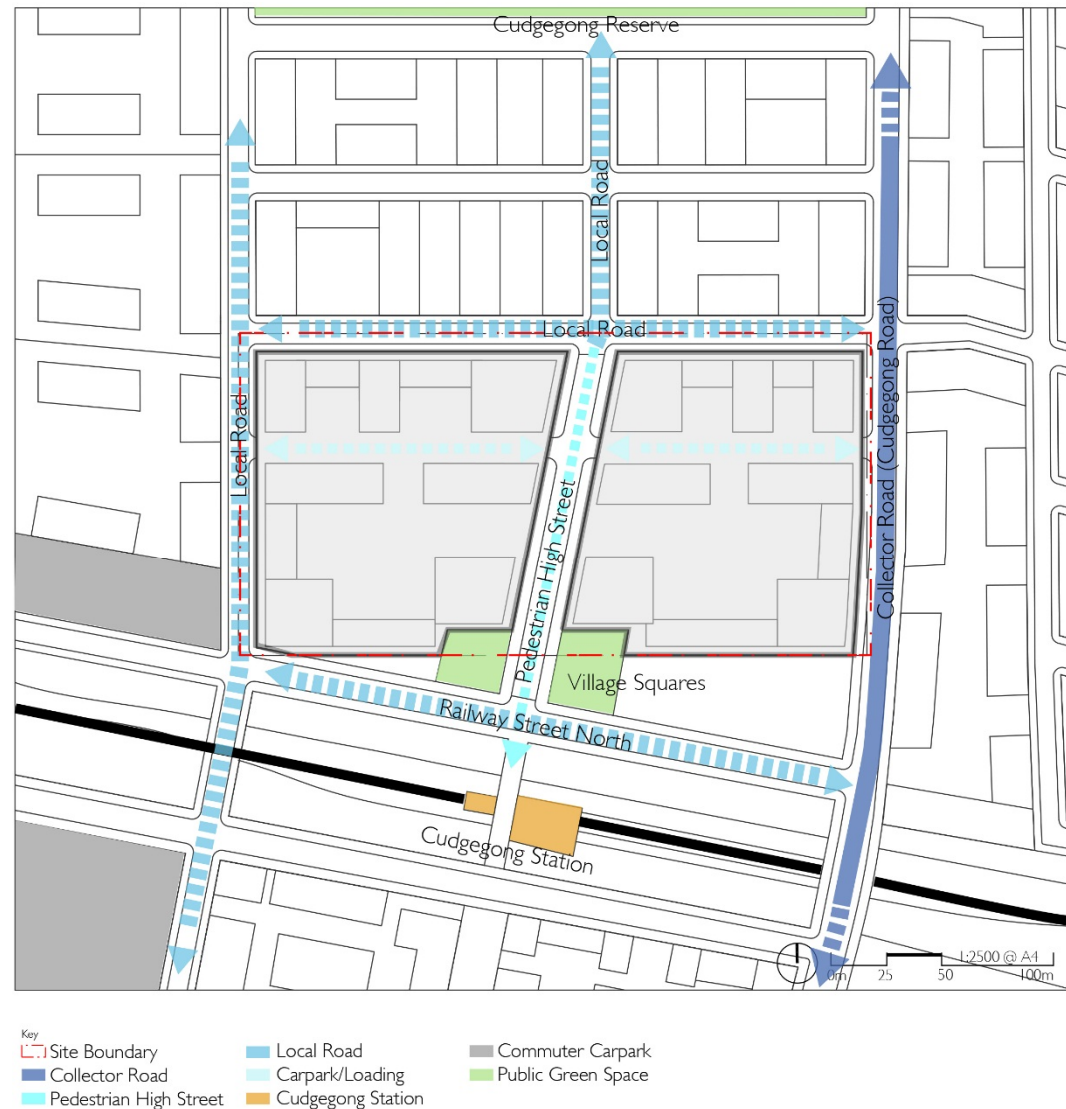 Cudgegong Reserve
Local Road
Local Road
Local Road
Collector Road (Cudgegong Road)
Pedestrian High Street
Village Squares
Railway Street North
Cudgegong Station
1:2500 @ A4
0m 25 50 100m
Key
Site Boundary
Collector Road
Pedestrian High Street
Local Road
Carpark/Loading
Cudgegong Station
Commuter Carpark
Public Green Space